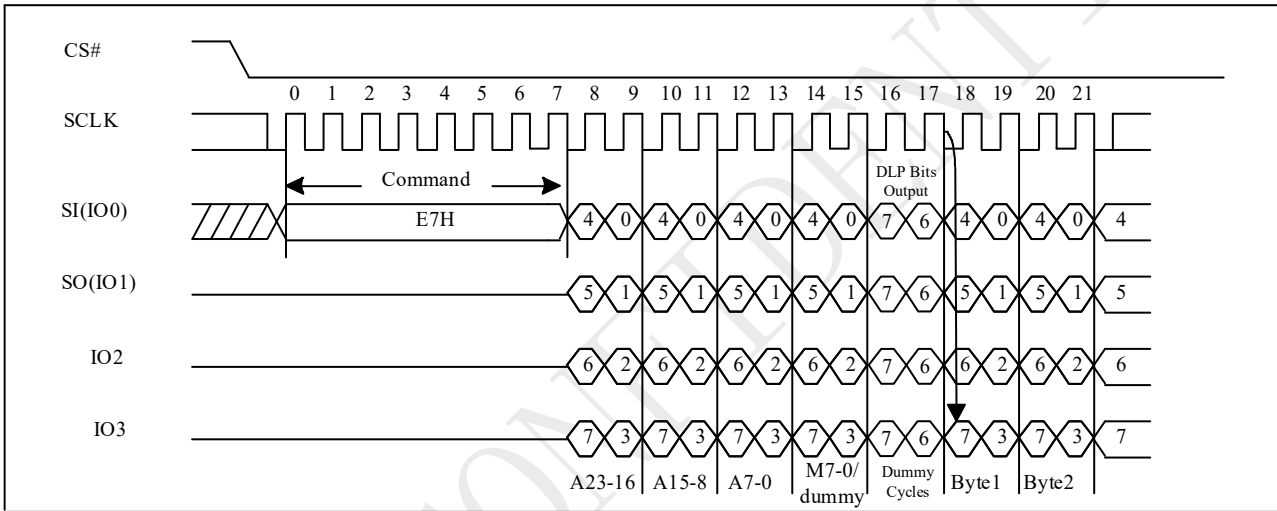 CS#
0 1 2 3 4 5 6 7 8 9 10 11 12 13 14 15 16 17 18 19 20 21
SCLK
Command
DLP Bits
Output
SI(IO0) E7H 4 0 4 0 4 0 4 0 7 6 4 0 4 0 4
SO(IO1) 5 1 5 1 5 1 5 1 7 6 5 1 5 1 5
IO2 6 2 6 2 6 2 6 2 7 6 6 2 6 2 6
IO3 7 3 7 3 7 3 7 3 7 6 7 3 7 3 7
A23-16 A15-8 A7-0 M7-0/
dummy Dummy
Cycles Byte1 Byte2